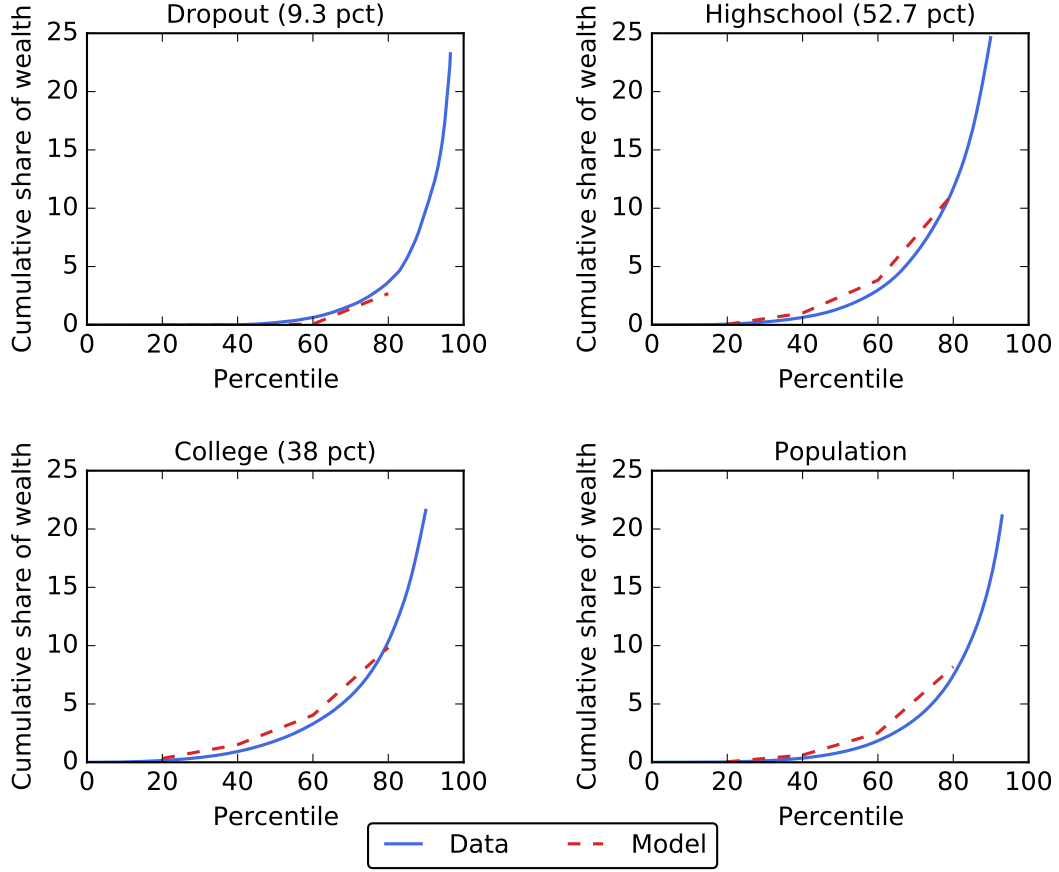 Dropout (9.3 pct)
Cumulative share of wealth
25
20
15
10
5
0
0 20 40 60 80 100
Percentile
Highschool (52.7 pct)
Cumulative share of wealth
25
20
15
10
5
0
0 20 40 60 80 100
Percentile
College (38 pct)
Cumulative share of wealth
25
20
15
10
5
0
0 20 40 60 80 100
Percentile
Population
Cumulative share of wealth
25
20
15
10
5
0
0 20 40 60 80 100
Percentile
Data Model